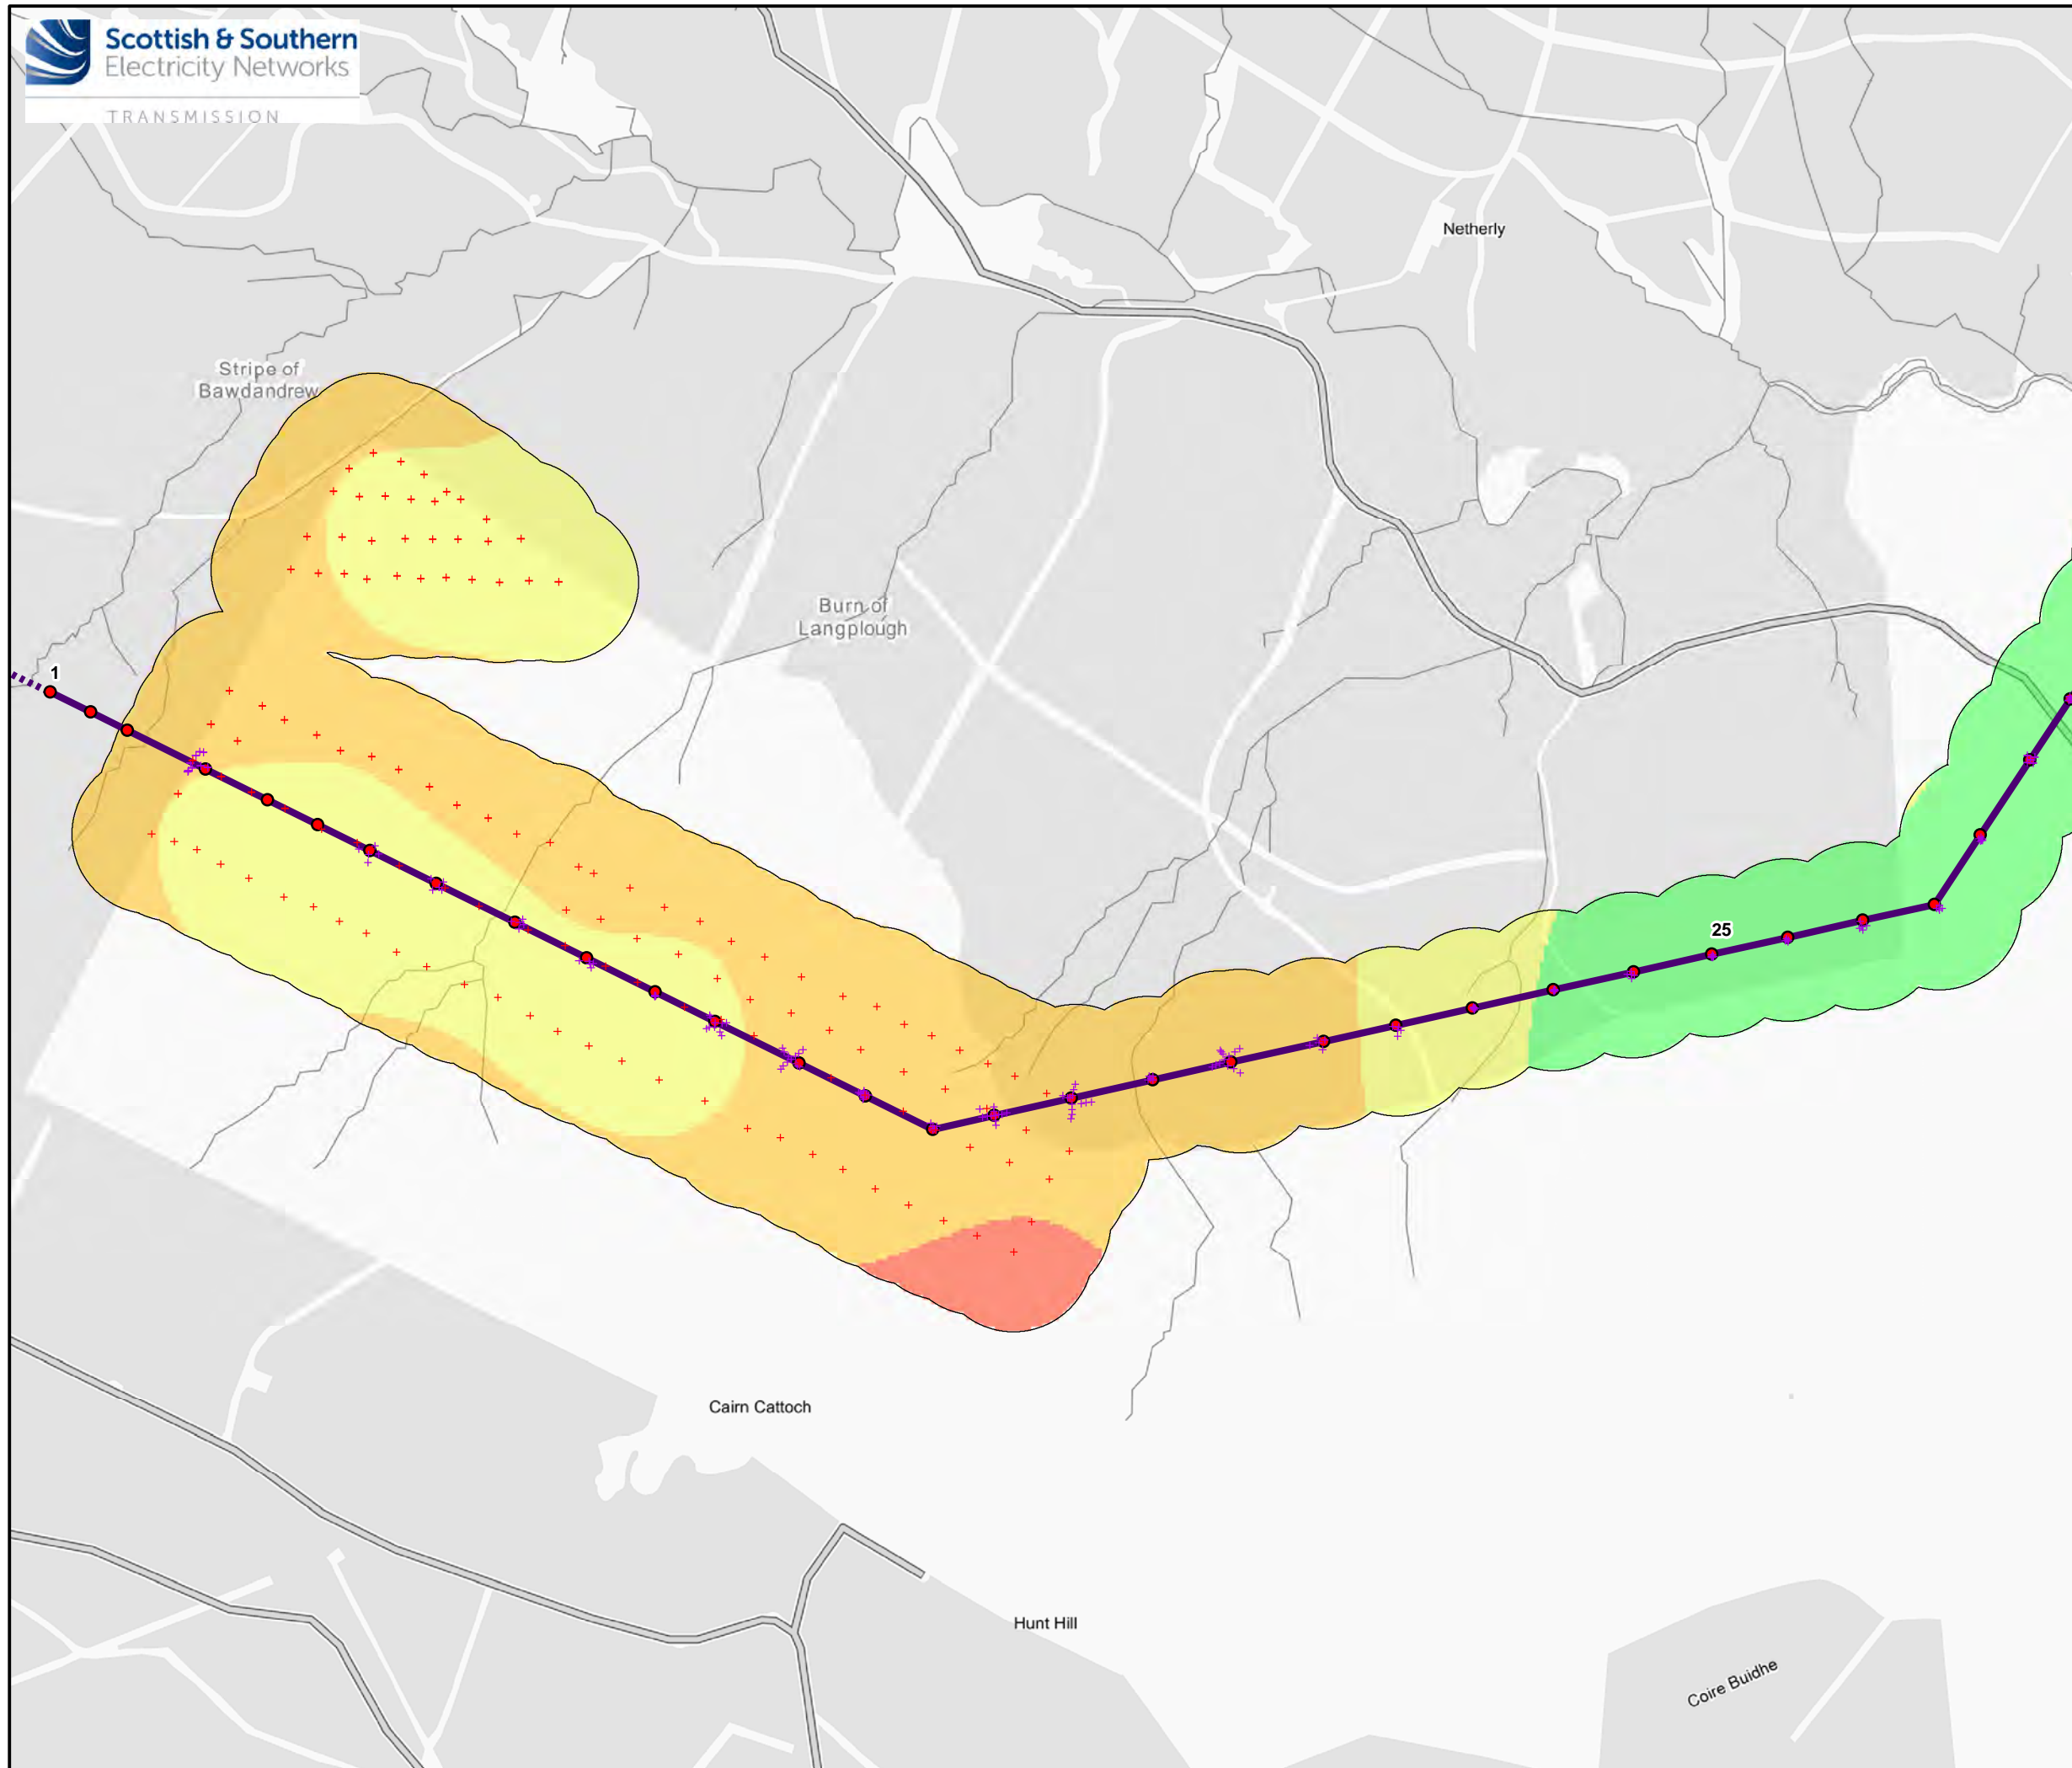 Scottish & Southern
Electricity Networks
TRANSMISSION
Netherly
Stripe of
Bawdandrew
Burn of
Langplough
1
25
Cairn Cattoch
Hunt Hill
Coire Buidhe